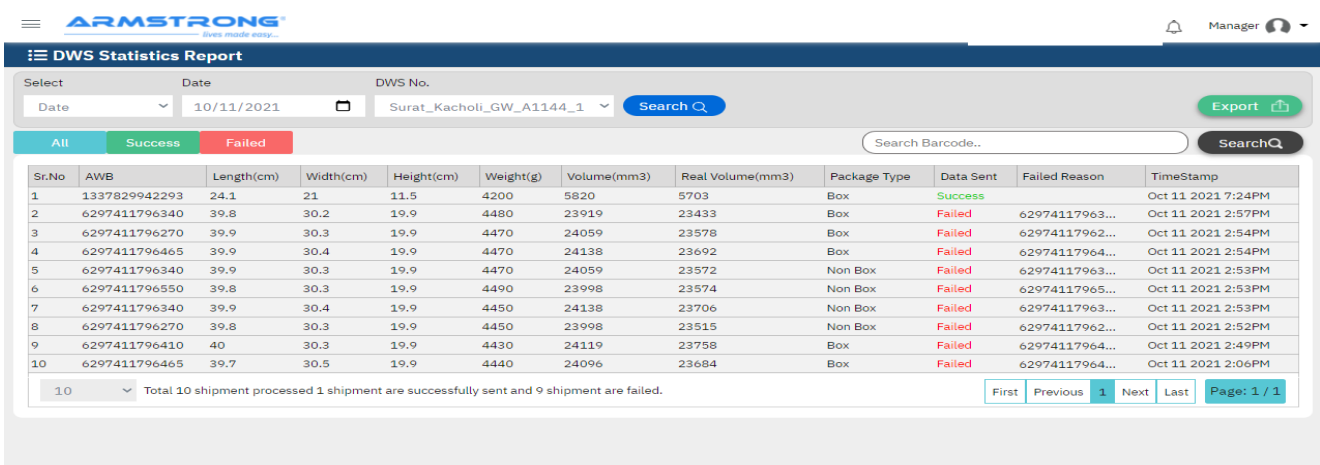 ARMSTRONG
lives made easy...
Manager
DWS Statistics Report
Select Date DWS No.
Date 10/11/2021 Surat_Kacholi_GW_A1144_1 Search Export
All Success Failed Search Barcode.. Search
Sr.No AWB Length(cm) Width(cm) Height(cm) Weight(g) Volume(mm3) Real Volume(mm3) Package Type Data Sent Failed Reason TimeStamp
1 1337829942293 24.1 21 11.5 4200 5820 5703 Box Success Oct 11 2021 7:24PM
2 6297411796340 39.8 30.2 19.9 4480 23919 23433 Box Failed 62974117963... Oct 11 2021 2:57PM
3 6297411796270 39.9 30.3 19.9 4470 24059 23578 Box Failed 62974117962... Oct 11 2021 2:54PM
4 6297411796465 39.9 30.4 19.9 4470 24138 23692 Box Failed 62974117964... Oct 11 2021 2:54PM
5 6297411796340 39.9 30.3 19.9 4470 24059 23572 Non Box Failed 62974117963... Oct 11 2021 2:53PM
6 6297411796550 39.8 30.3 19.9 4490 23998 23574 Non Box Failed 62974117965... Oct 11 2021 2:53PM
7 6297411796340 39.9 30.4 19.9 4450 24138 23706 Non Box Failed 62974117963... Oct 11 2021 2:53PM
8 6297411796270 39.8 30.3 19.9 4450 23998 23515 Non Box Failed 62974117962... Oct 11 2021 2:52PM
9 6297411796410 40 30.3 19.9 4430 24119 23758 Box Failed 62974117964... Oct 11 2021 2:49PM
10 6297411796465 39.7 30.5 19.9 4440 24096 23684 Box Failed 62974117964... Oct 11 2021 2:06PM
10 Total 10 shipment processed 1 shipment are successfully sent and 9 shipment are failed. First Previous 1 Next Last Page: 1 / 1